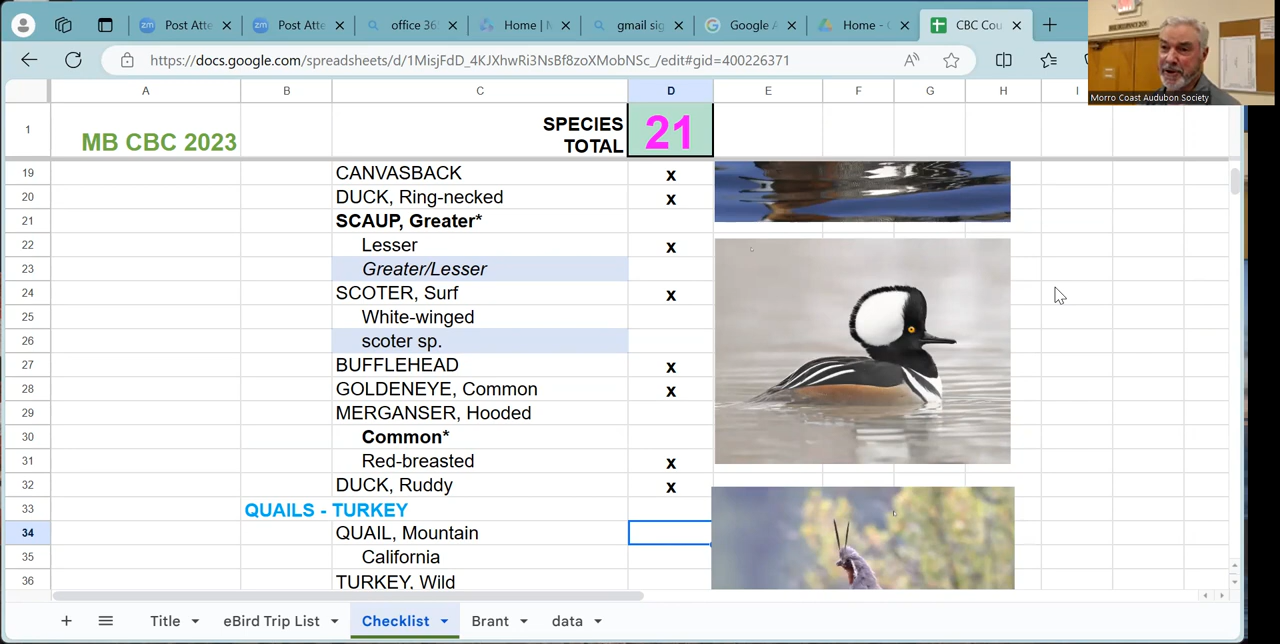 Post Atte
Post Atte
office 36
Home | N
gmail sig
Google A
Home - G
CBC Cou
https://docs.google.com/spreadsheets/d/1MisjFdD_4KJXhwRi3NsBf8zoXMobNSc_/edit#gid=400226371
Morro Coast Audubon Society
A B C D E F G H I
1 MB CBC 2023 SPECIES TOTAL 21
19 CANVASBACK x
20 DUCK, Ring-necked x
21 SCAUP, Greater*
22 Lesser x
23 Greater/Lesser
24 SCOTER, Surf x
25 White-winged
26 scoter sp.
27 BUFFLEHEAD x
28 GOLDENEYE, Common x
29 MERGANSER, Hooded
30 Common*
31 Red-breasted x
32 DUCK, Ruddy x
33 QUAILS - TURKEY
34 QUAIL, Mountain
35 California
36 TURKEY, Wild
Title
eBird Trip List
Checklist
Brant
data